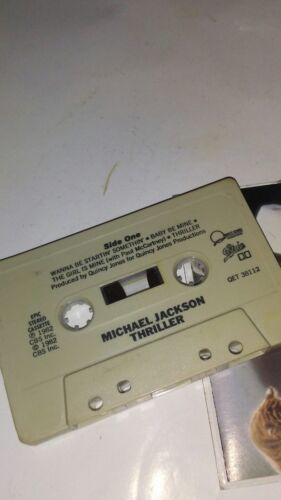 Side One
WANNA BE STARTIN' SOMETHIN' • BABY BE MINE •
THE GIRL IS MINE (with Paul McCartney) • THRILLER
Produced by Quincy Jones for Quincy Jones Productions
EPIC
STEREO
CASSETTE
℗ 1982
CBS Inc.
© 1982
CBS Inc.
Epic
QET 38112
MICHAEL JACKSON
THRILLER